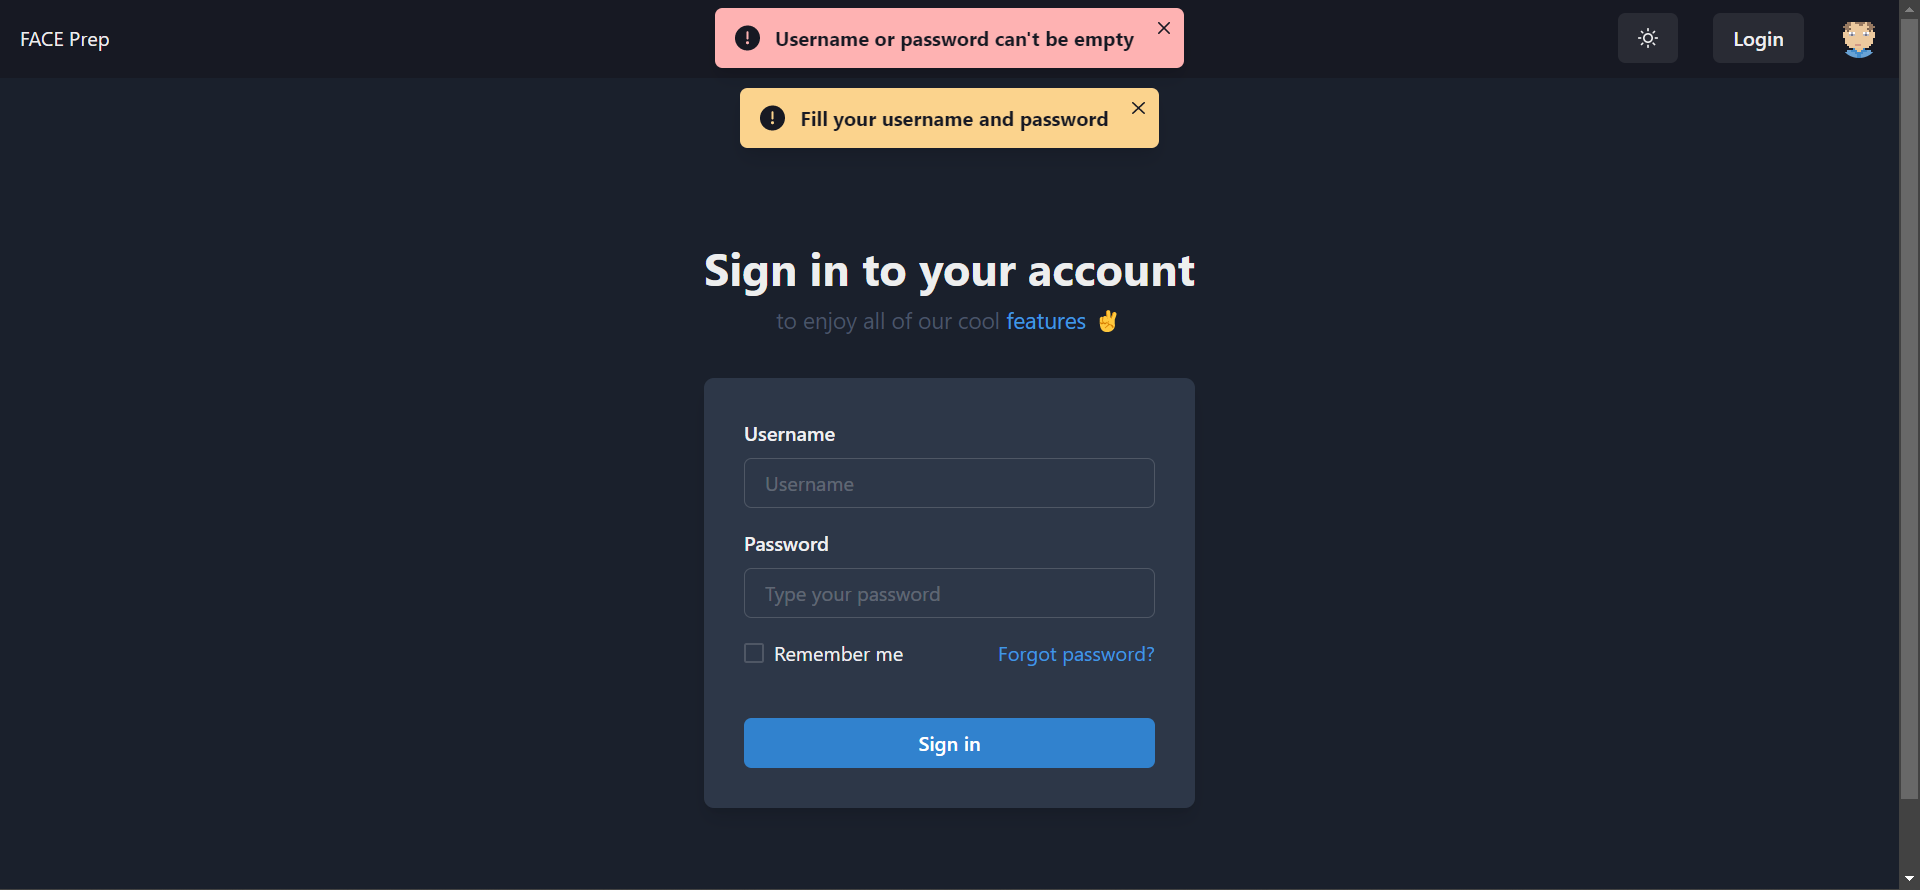 FACE Prep
Username or password can't be empty
Login
Fill your username and password
Sign in to your account
to enjoy all of our cool features ✌️
Username
Username
Password
Type your password
Remember me
Forgot password?
Sign in